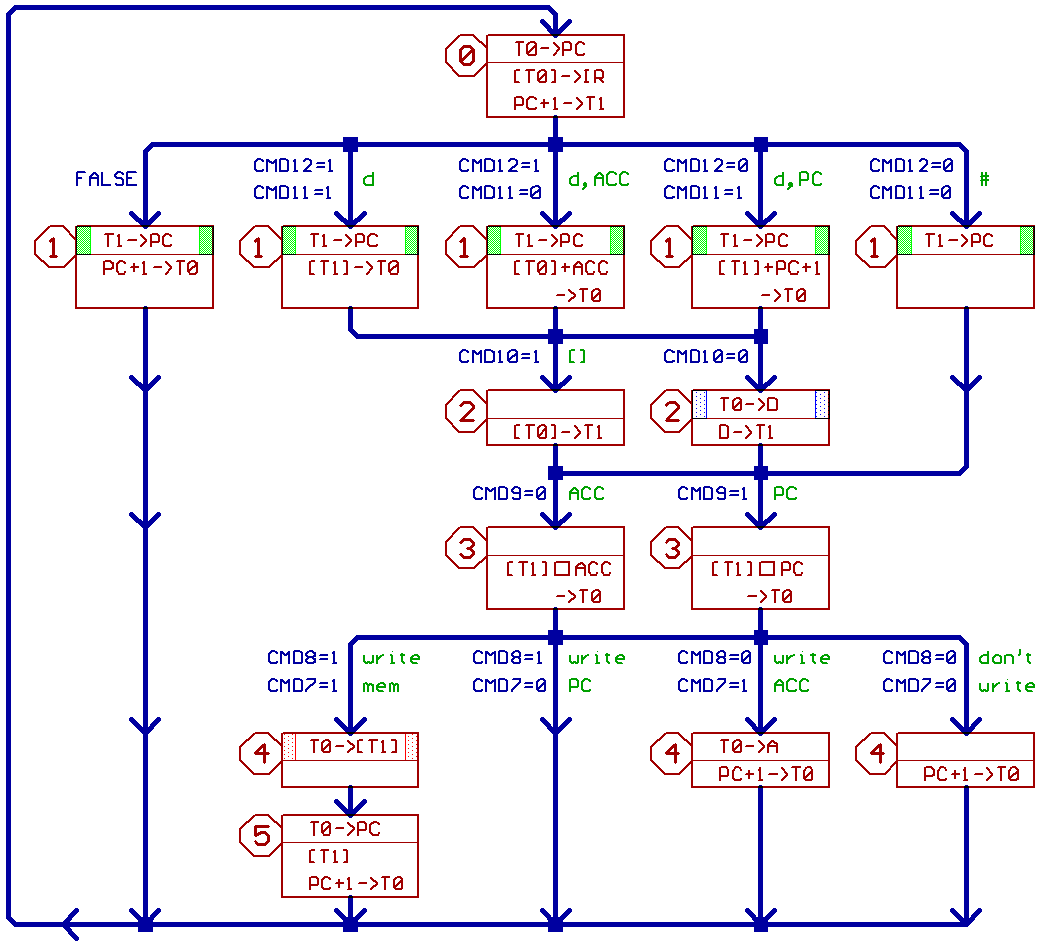 0
T0->PC
[T0]->IR
PC+1->T1
FALSE
CMD12=1
CMD11=1
d
CMD12=1
CMD11=0
d,ACC
CMD12=0
CMD11=1
d,PC
CMD12=0
CMD11=0
#
1
T1->PC
PC+1->T0
1
T1->PC
[T1]->T0
1
T1->PC
[T0]+ACC
->T0
1
T1->PC
[T1]+PC+1
->T0
1
T1->PC
CMD10=1
[]
CMD10=0
2
[T0]->T1
2
T0->D
D->T1
CMD9=0
ACC
CMD9=1
PC
3
[T1]□ACC
->T0
3
[T1]□PC
->T0
CMD8=1
CMD7=1
write
mem
CMD8=1
CMD7=0
write
PC
CMD8=0
CMD7=1
write
ACC
CMD8=0
CMD7=0
don't
write
4
T0->[T1]
4
T0->A
PC+1->T0
4
PC+1->T0
5
T0->PC
[T1]
PC+1->T0